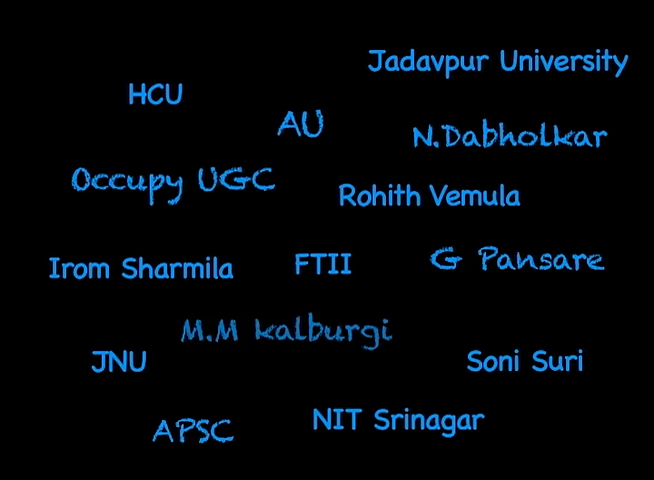 Jadavpur University
HCU
AU
N.Dabholkar
Occupy UGC
Rohith Vemula
Irom Sharmila
FTII
G Pansare
M.M kalburgi
JNU
Soni Suri
APSC
NIT Srinagar